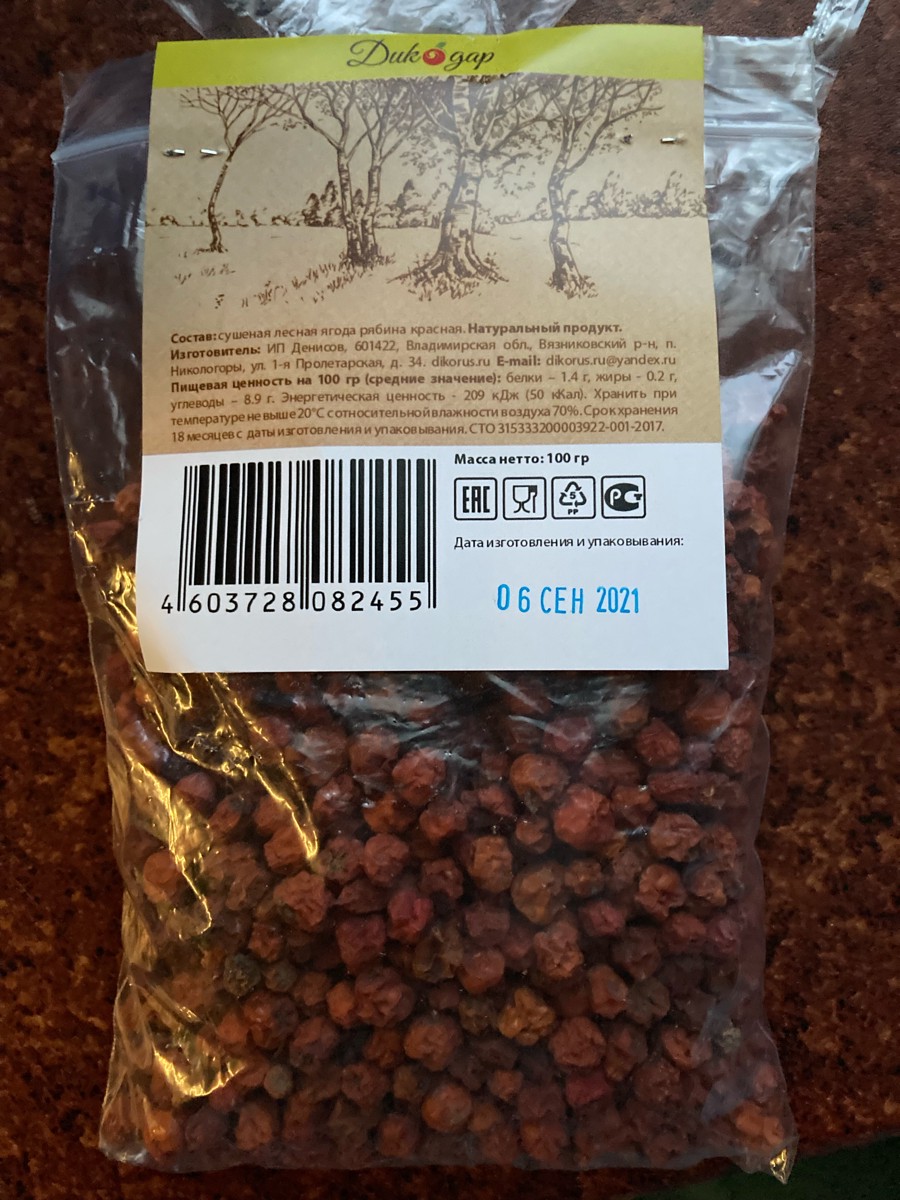 Дикодар
Состав: сушеная лесная ягода рябина красная. Натуральный продукт.
Изготовитель: ИП Денисов, 601422, Владимирская обл., Вязниковский р-н, п.
Никологоры, ул. 1-я Пролетарская, д. 34. dikorus.ru E-mail: dikorus.ru@yandex.ru
Пищевая ценность на 100 гр (средние значение): белки – 1.4 г, жиры - 0.2 г,
углеводы – 8.9 г. Энергетическая ценность - 209 кДж (50 кКал). Хранить при
температуре не выше 20°С с относительной влажности воздуха 70%. Срок хранения
18 месяцев с даты изготовления и упаковывания. СТО 315333200003922-001-2017.
Масса нетто: 100 гр
EAC 5 PP РСТ
Дата изготовления и упаковывания:
06 СЕН 2021
4 603728 082455